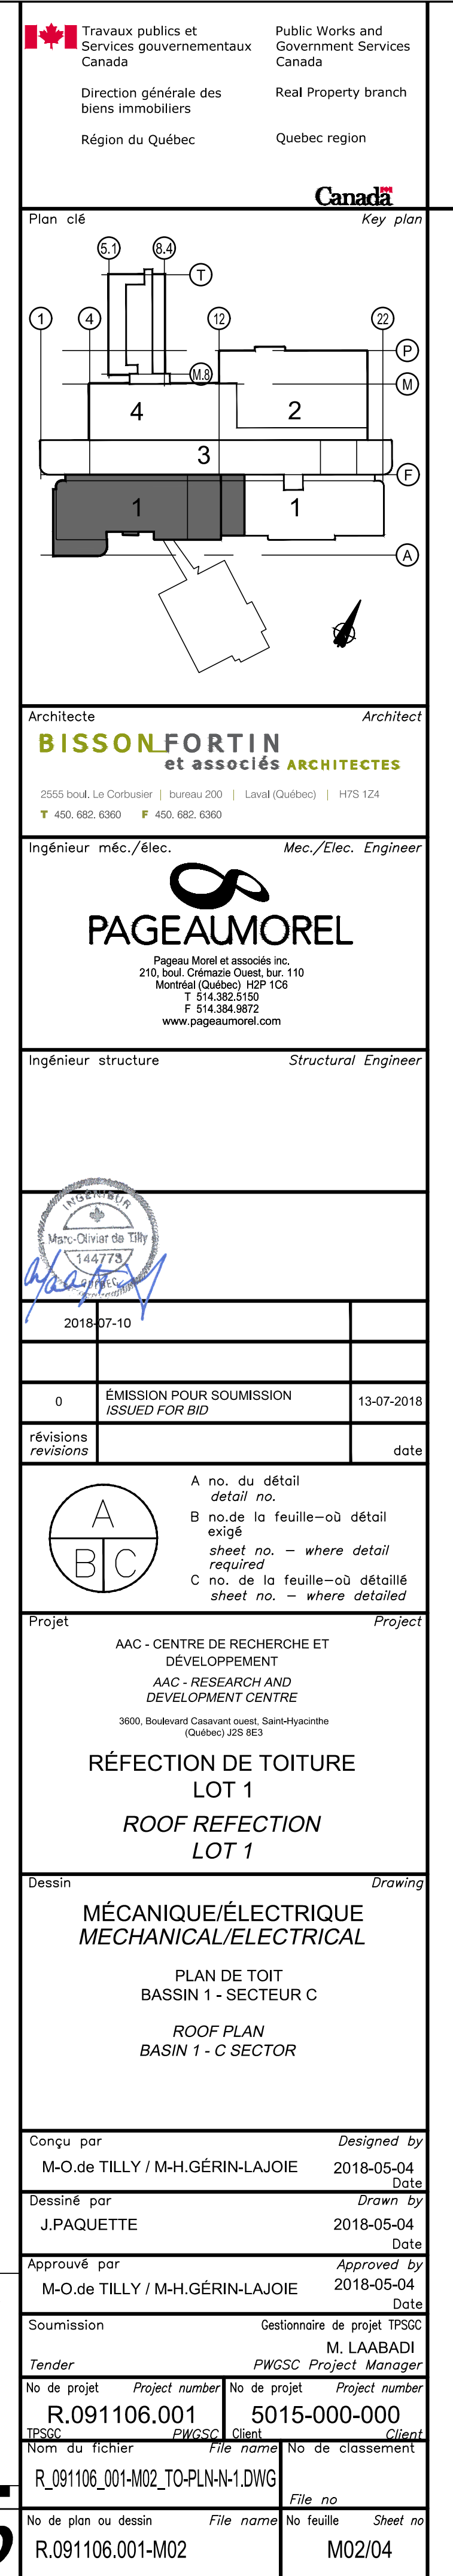 Travaux publics et
Services gouvernementaux
Canada
Public Works and
Government Services
Canada
Direction générale des
biens immobiliers
Real Property branch
Région du Québec
Quebec region
Canada
Plan clé
Key plan
5.1
8.4
T
1
4
12
22
P
M.8
M
4
2
3
F
1
1
A
Architecte
Architect
BISSON FORTIN
et associés ARCHITECTES
2555 boul. Le Corbusier | bureau 200 | Laval (Québec) | H7S 1Z4
T 450. 682. 6360 F 450. 682. 6360
Ingénieur méc./élec.
Mec./Elec. Engineer
PAGEAUMOREL
Pageau Morel et associés inc.
210, boul. Crémazie Ouest, bur. 110
Montréal (Québec) H2P 1C6
T 514.382.5150
F 514.384.9872
www.pageaumorel.com
Ingénieur structure
Structural Engineer
INGÉNIEUR
Marc-Olivier de Tilly
144773
QUÉBEC
2018-07-10
0
ÉMISSION POUR SOUMISSION
ISSUED FOR BID
13-07-2018
révisions
revisions
date
A
B C
A no. du détail
detail no.
B no.de la feuille—où détail
exigé
sheet no. — where detail
required
C no. de la feuille—où détaillé
sheet no. — where detailed
Projet
Project
AAC - CENTRE DE RECHERCHE ET
DÉVELOPPEMENT
AAC - RESEARCH AND
DEVELOPMENT CENTRE
3600, Boulevard Casavant ouest, Saint-Hyacinthe
(Québec) J2S 8E3
RÉFECTION DE TOITURE
LOT 1
ROOF REFECTION
LOT 1
Dessin
Drawing
MÉCANIQUE/ÉLECTRIQUE
MECHANICAL/ELECTRICAL
PLAN DE TOIT
BASSIN 1 - SECTEUR C
ROOF PLAN
BASIN 1 - C SECTOR
Conçu par
Designed by
M-O.de TILLY / M-H.GÉRIN-LAJOIE
2018-05-04
Date
Dessiné par
Drawn by
J.PAQUETTE
2018-05-04
Date
Approuvé par
Approved by
M-O.de TILLY / M-H.GÉRIN-LAJOIE
2018-05-04
Date
Soumission
Gestionnaire de projet TPSGC
M. LAABADI
Tender
PWGSC Project Manager
No de projet
Project number
No de projet
Project number
R.091106.001
5015-000-000
TPSGC
PWGSC
Client
Client
Nom du fichier
File name
No de classement
R_091106_001-M02_TO-PLN-N-1.DWG
File no
No de plan ou dessin
File name
No feuille
Sheet no
R.091106.001-M02
M02/04